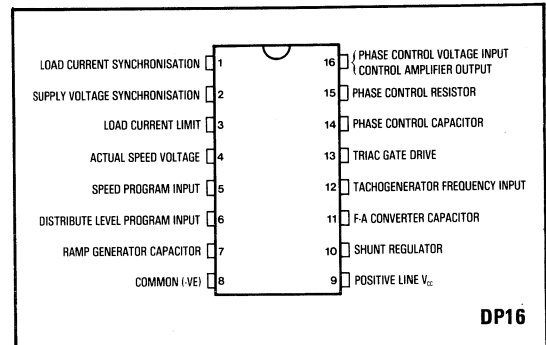 LOAD CURRENT SYNCHRONISATION 1
SUPPLY VOLTAGE SYNCHRONISATION 2
LOAD CURRENT LIMIT 3
ACTUAL SPEED VOLTAGE 4
SPEED PROGRAM INPUT 5
DISTRIBUTE LEVEL PROGRAM INPUT 6
RAMP GENERATOR CAPACITOR 7
COMMON (-VE) 8
16 { PHASE CONTROL VOLTAGE INPUT
CONTROL AMPLIFIER OUTPUT
15 PHASE CONTROL RESISTOR
14 PHASE CONTROL CAPACITOR
13 TRIAC GATE DRIVE
12 TACHOGENERATOR FREQUENCY INPUT
11 F-A CONVERTER CAPACITOR
10 SHUNT REGULATOR
9 POSITIVE LINE Vcc
DP16